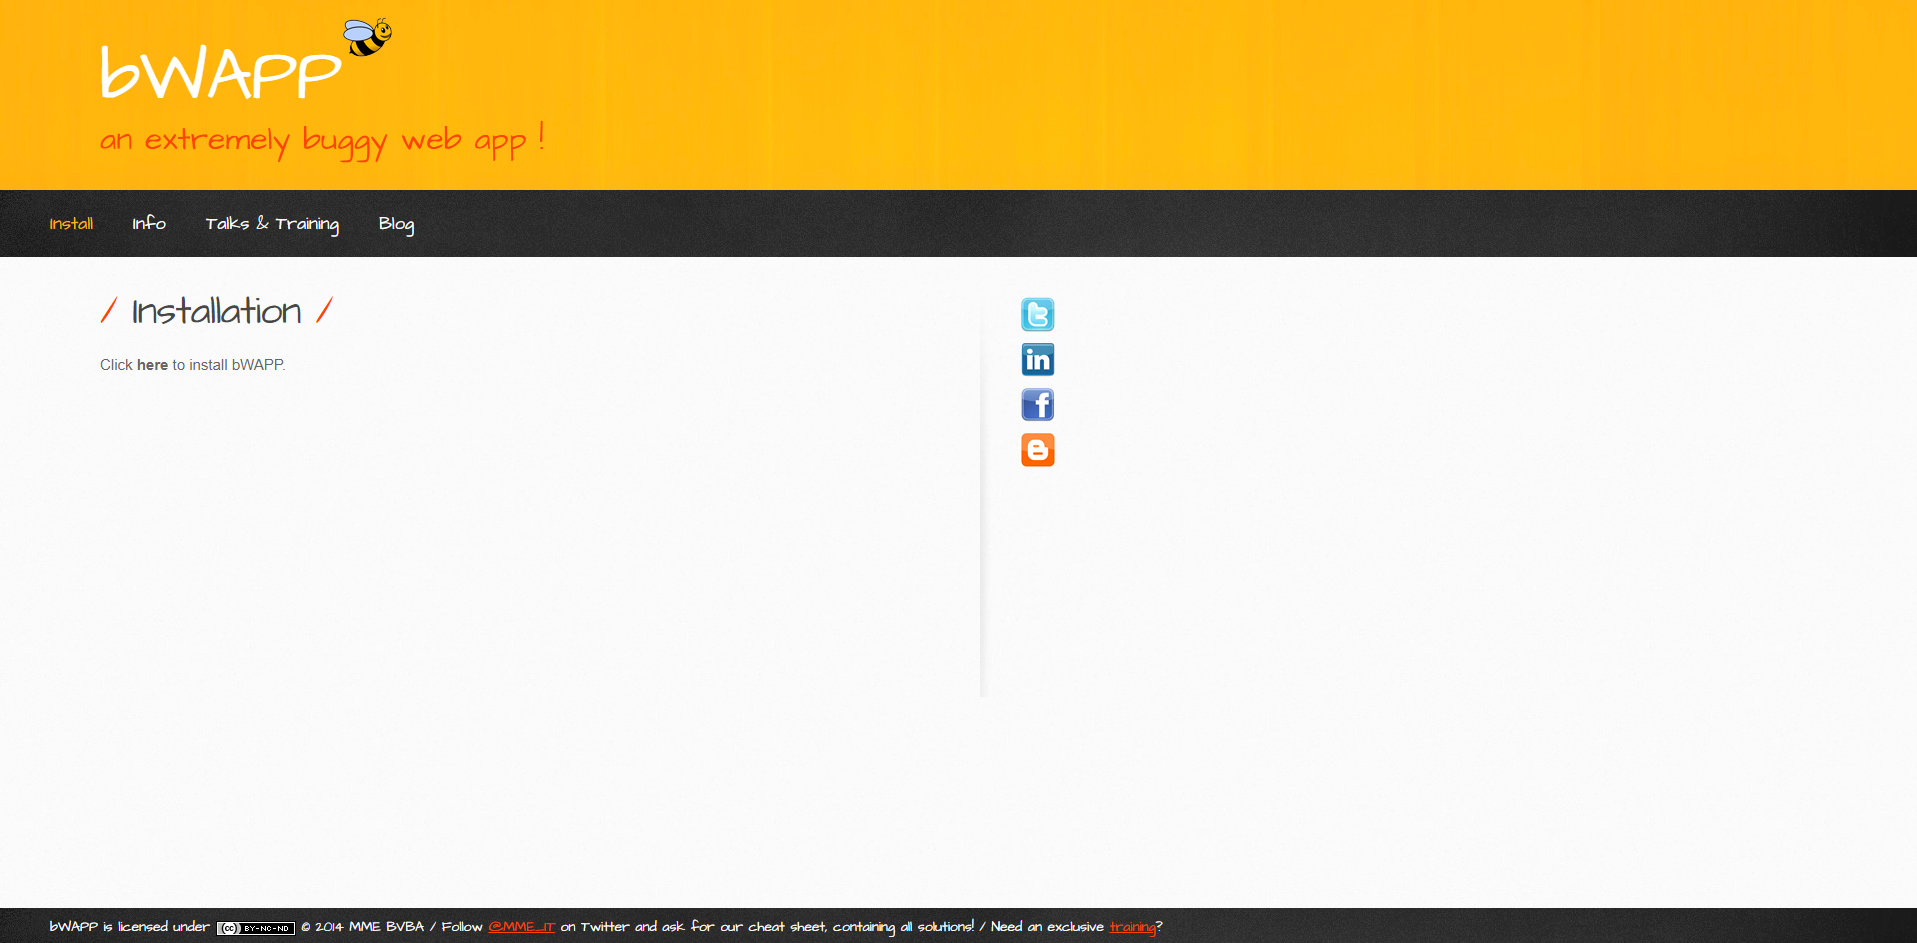 bWAPP
an extremely buggy web app !
Install Info Talks & Training Blog
/ Installation /
Click here to install bWAPP.
bWAPP is licensed under (cc) BY-NC-ND © 2014 MME BVBA / Follow @MME_IT on Twitter and ask for our cheat sheet, containing all solutions! / Need an exclusive training?